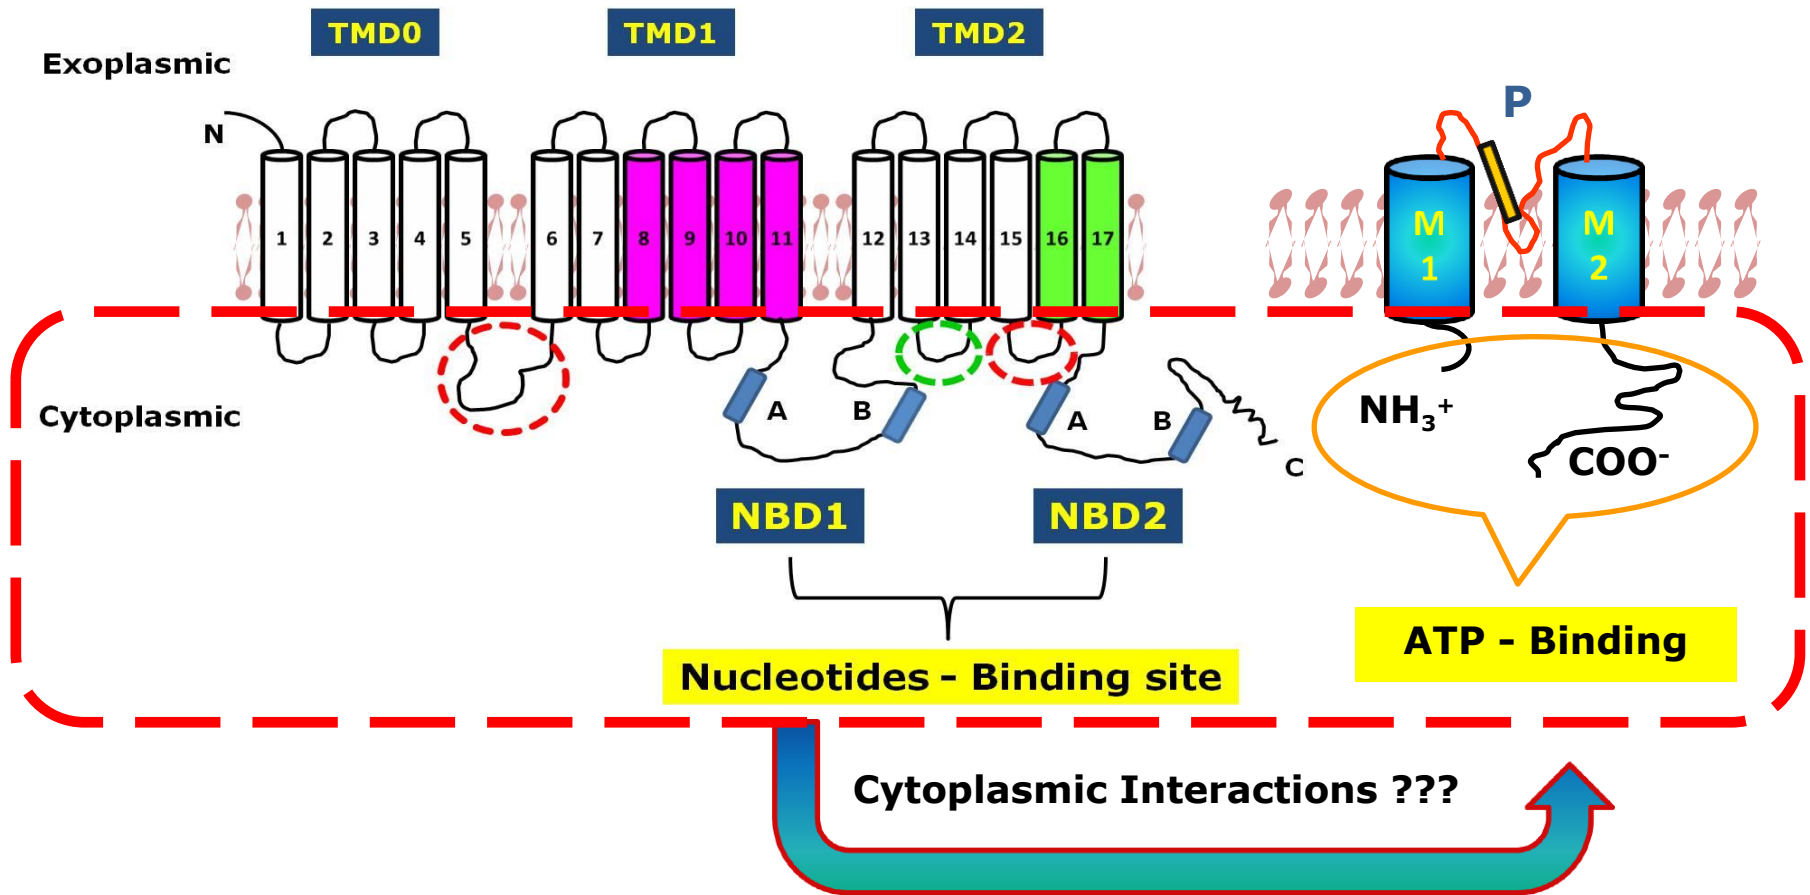 TMD0
TMD1
TMD2
Exoplasmic
P
N
1
2
3
4
5
6
7
8
9
10
11
12
13
14
15
16
17
M
1
M
2
Cytoplasmic
A
B
A
B
C
NH₃⁺
COO⁻
NBD1
NBD2
ATP - Binding
Nucleotides - Binding site
Cytoplasmic Interactions ???